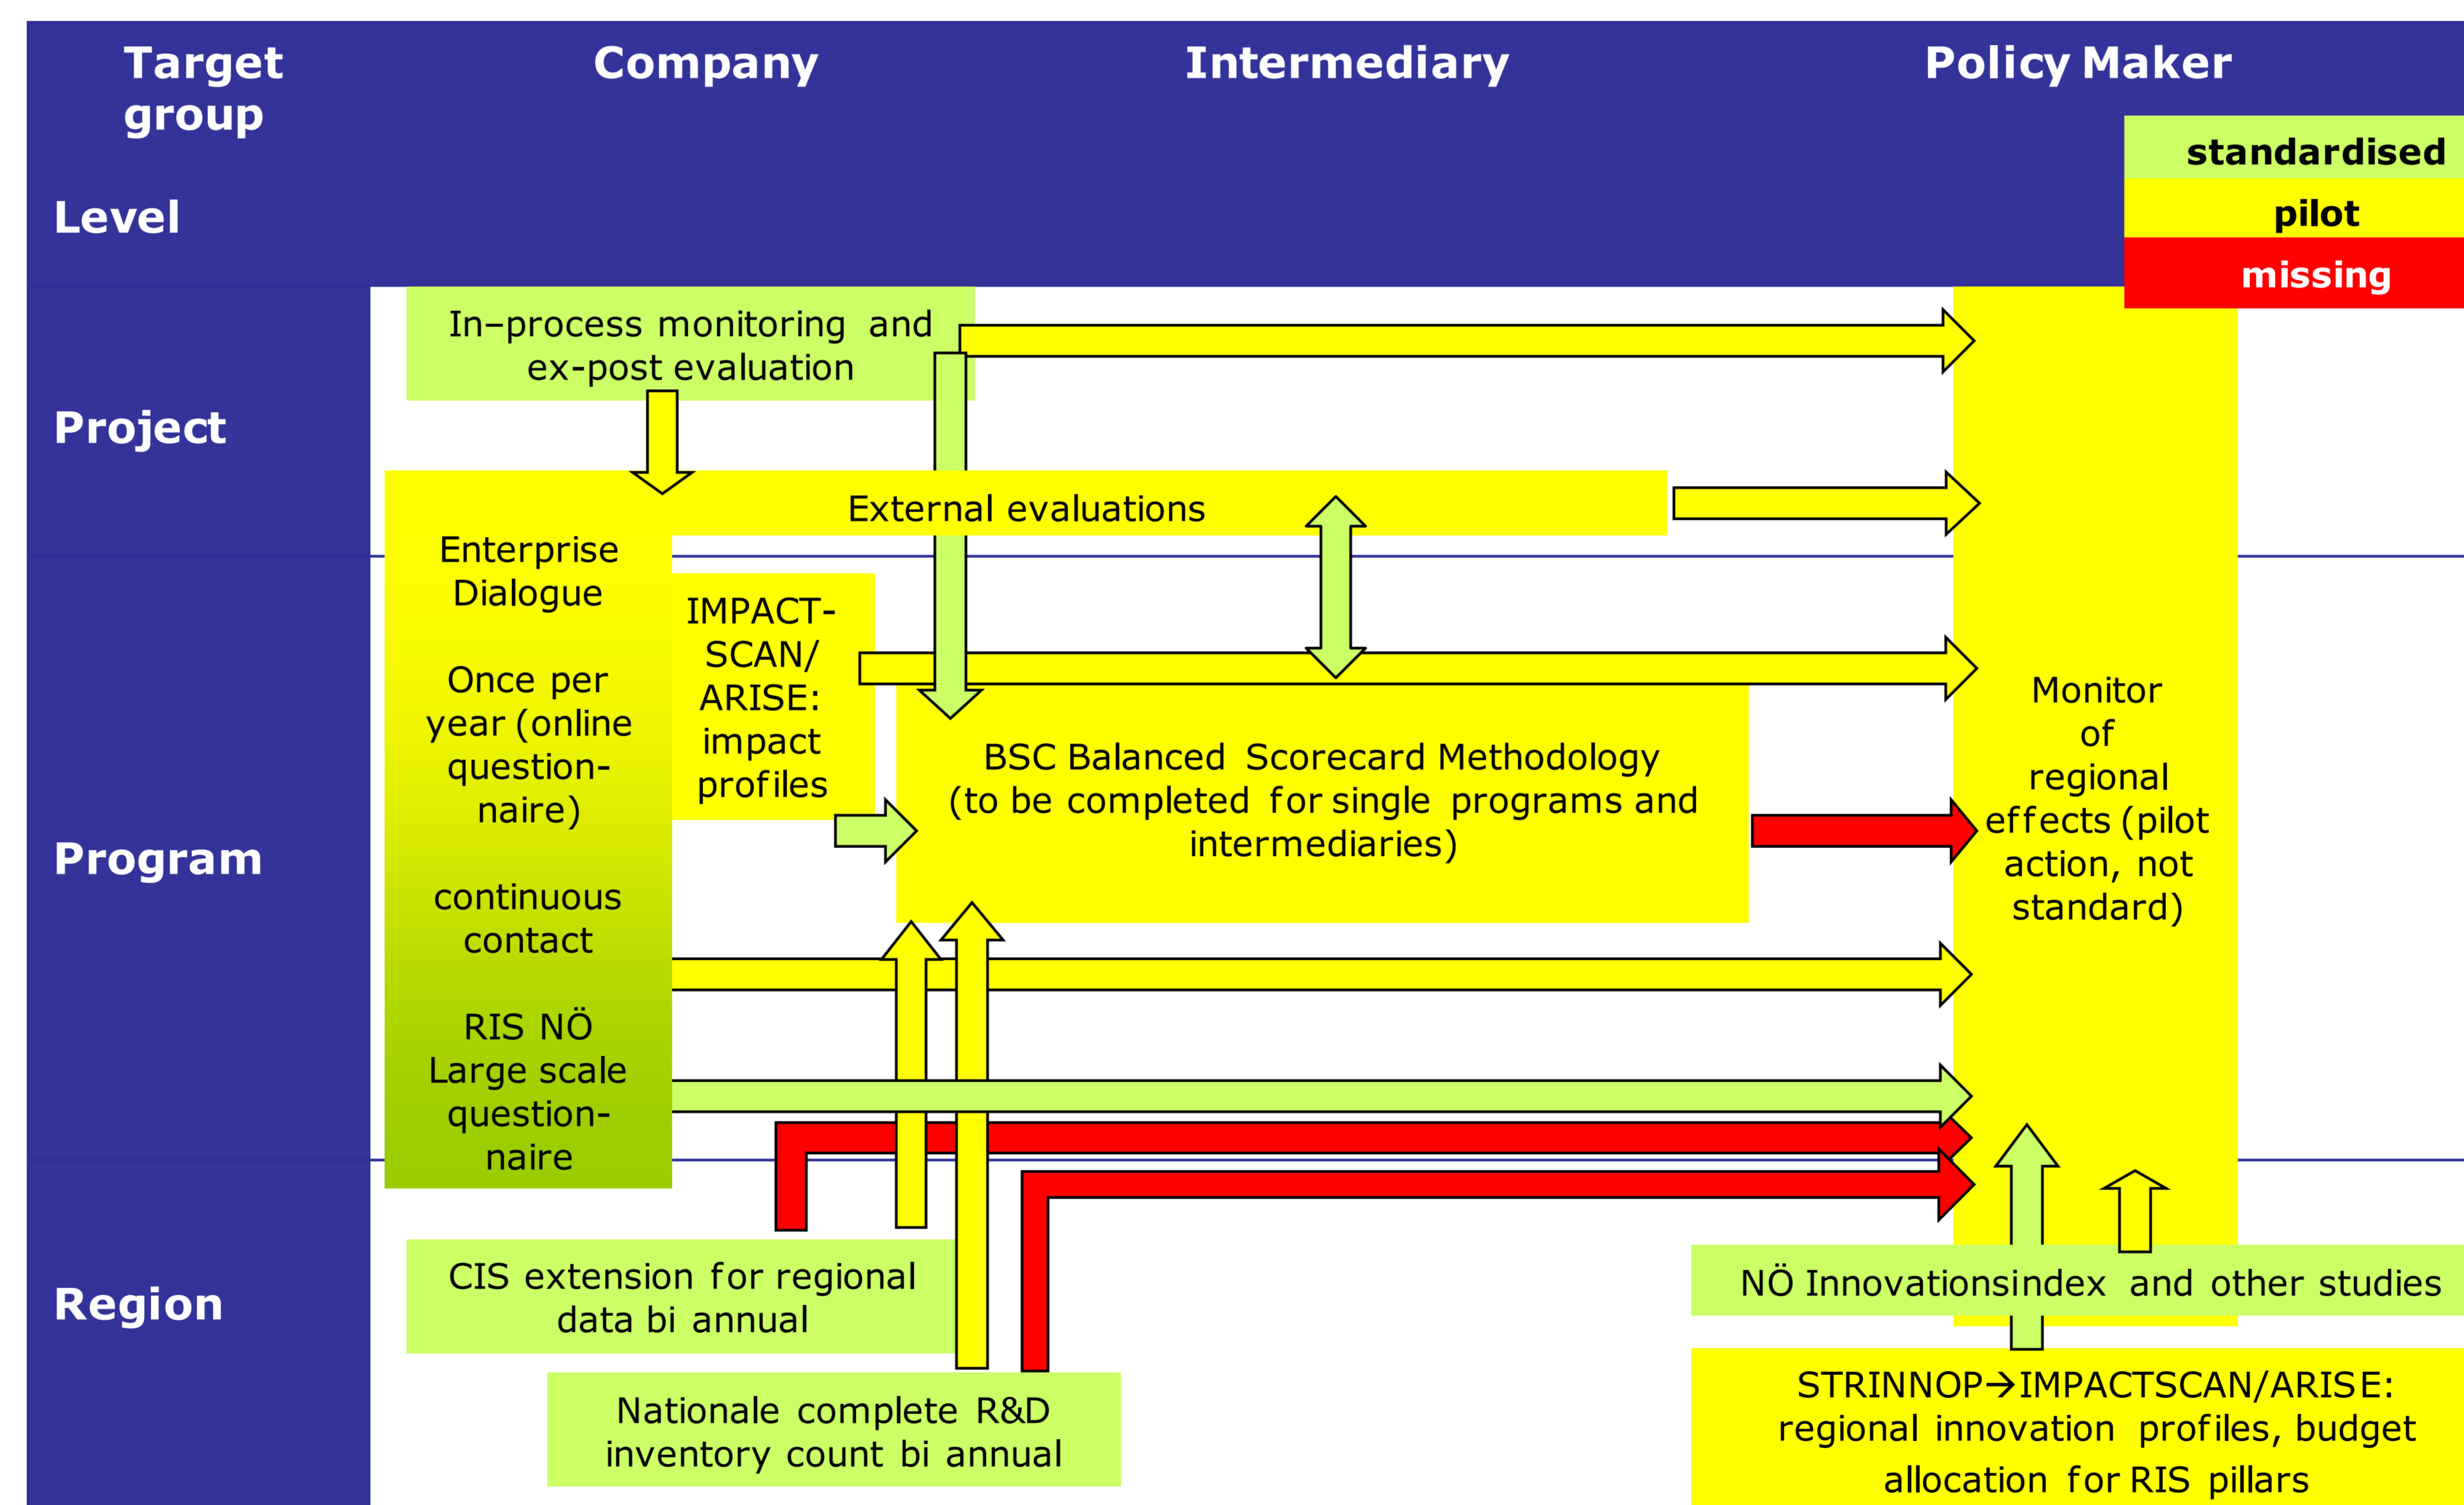 Target
group
Company
Intermediary
Policy Maker
standardised
pilot
missing
Level
Project
Program
Region
In–process monitoring and
ex-post evaluation
External evaluations
Enterprise
Dialogue
Once per
year (online
question-
naire)
continuous
contact
RIS NÖ
Large scale
question-
naire
IMPACT-
SCAN/
ARISE:
impact
profiles
BSC Balanced Scorecard Methodology
(to be completed for single programs and
intermediaries)
Monitor
of
regional
effects (pilot
action, not
standard)
CIS extension for regional
data bi annual
Nationale complete R&D
inventory count bi annual
NÖ Innovationsindex and other studies
STRINNOP→IMPACTSCAN/ARISE:
regional innovation profiles, budget
allocation for RIS pillars